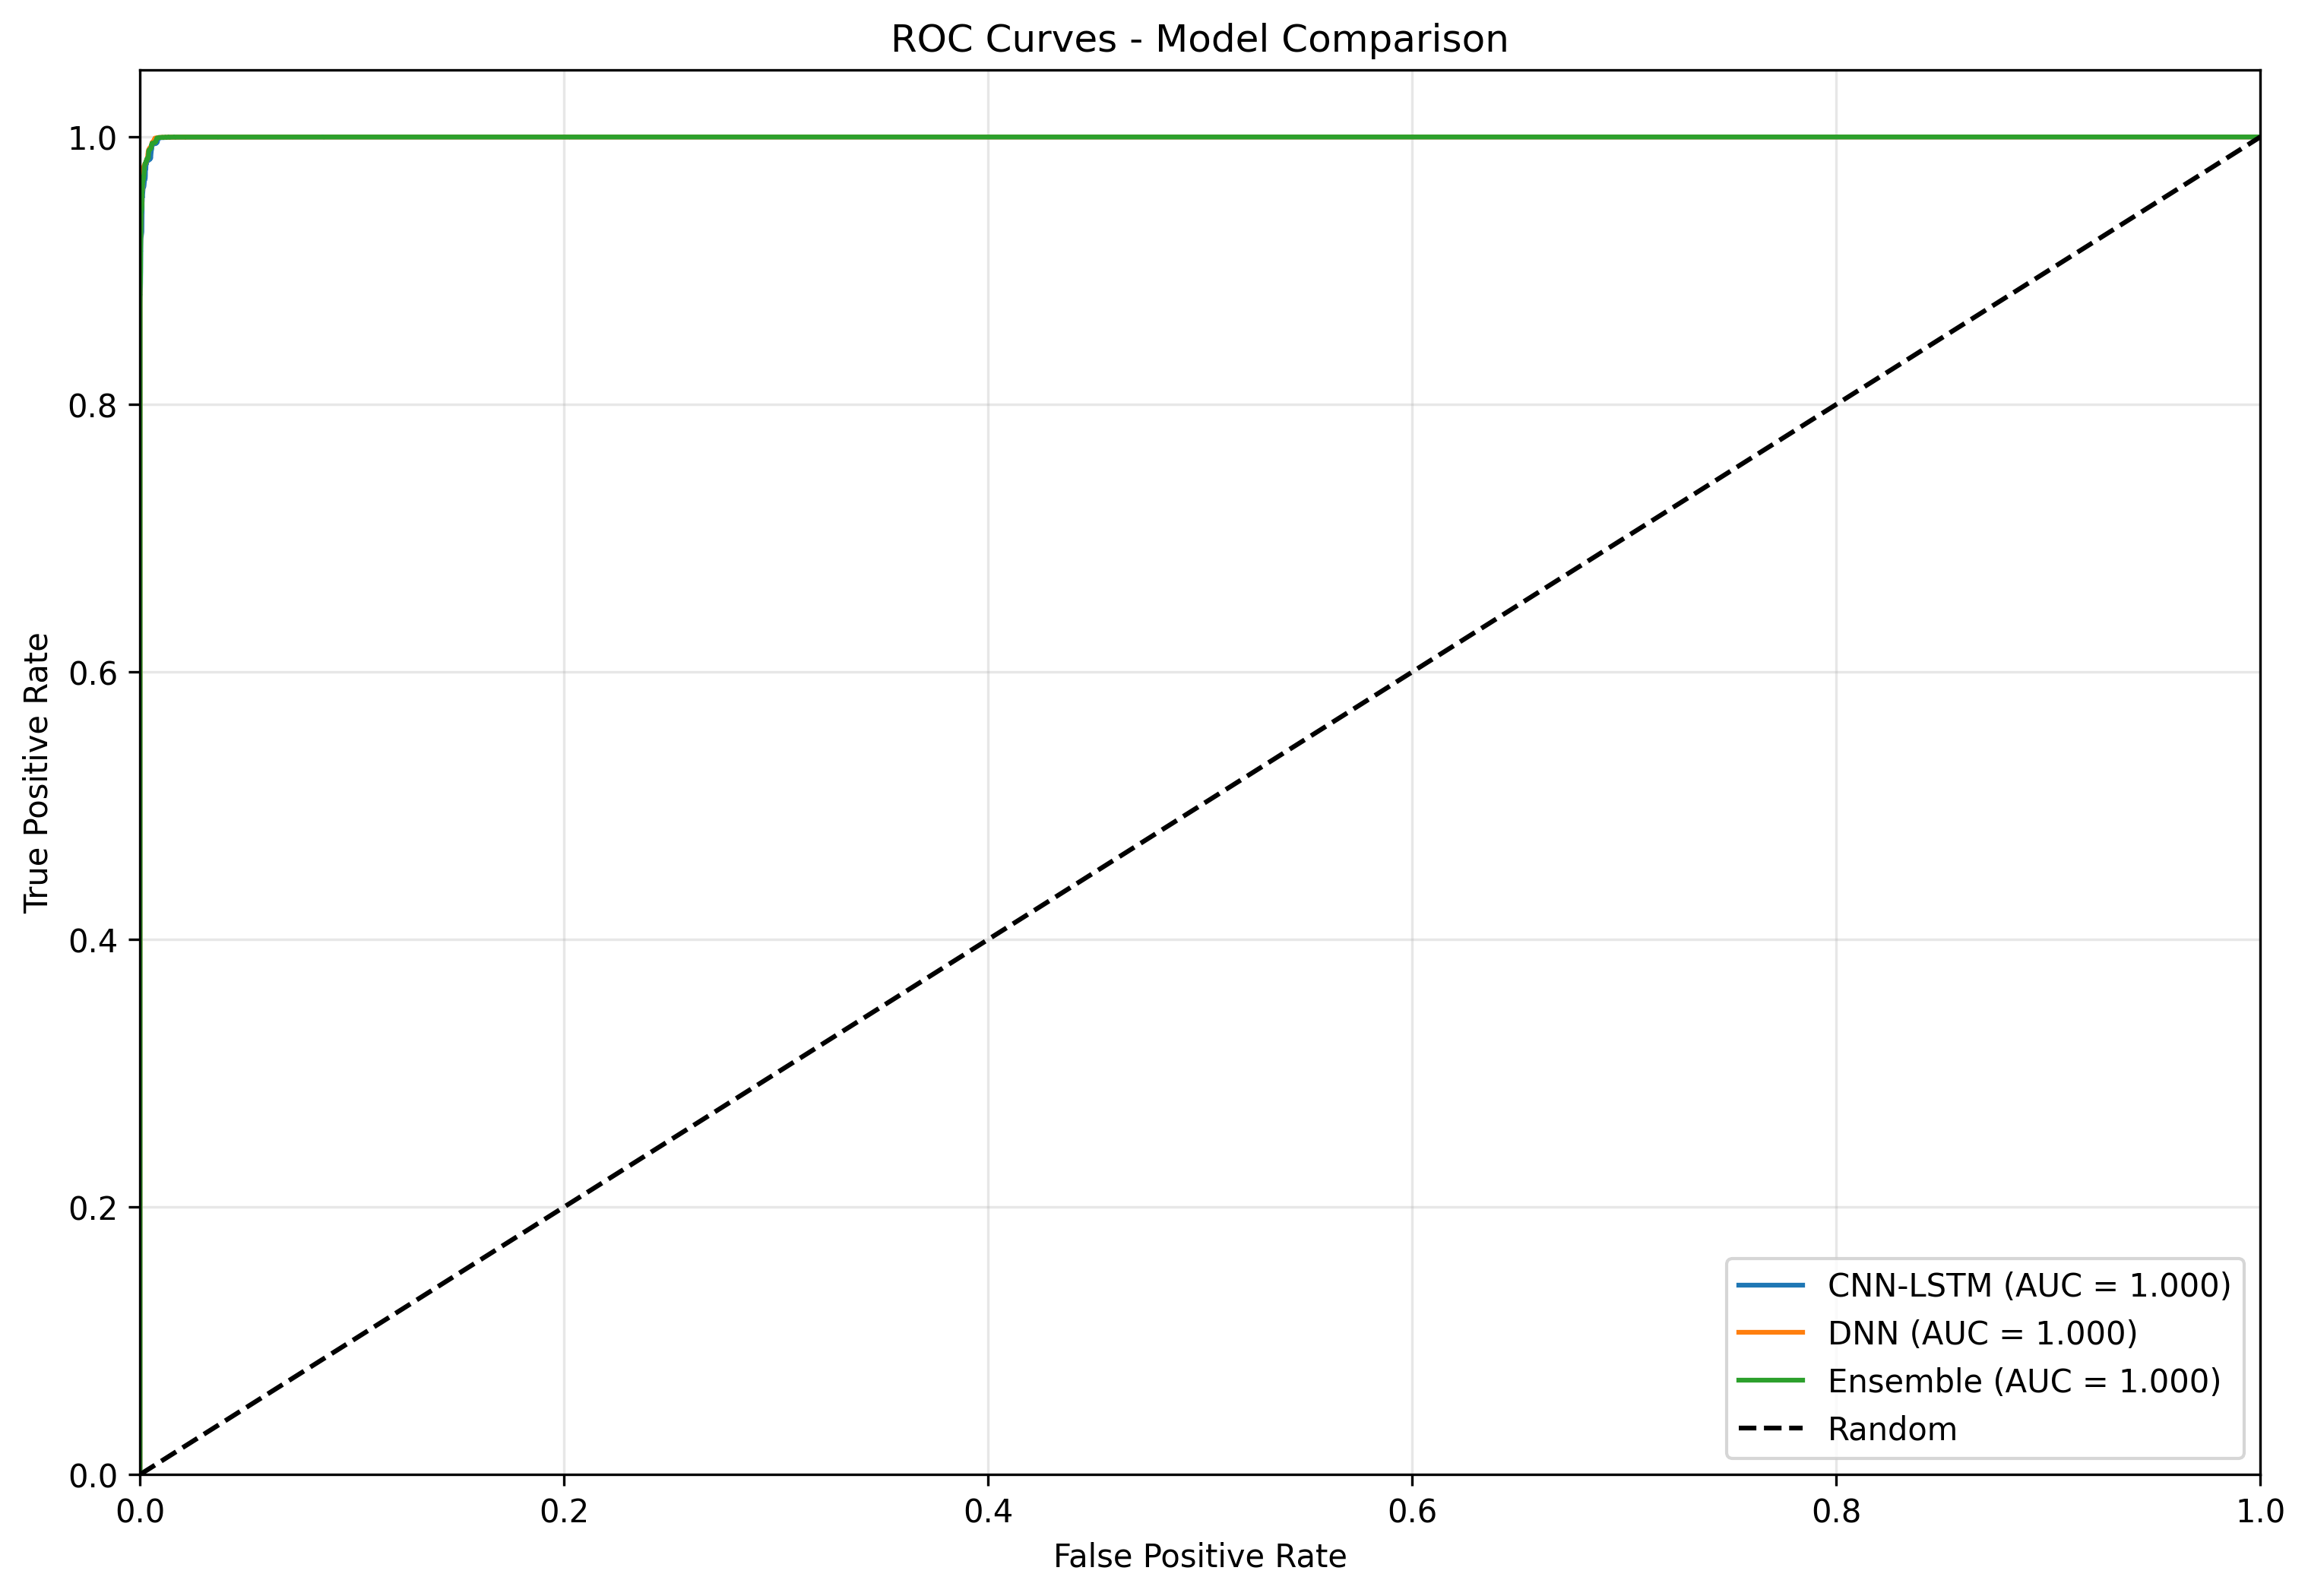 ROC Curves - Model Comparison
True Positive Rate
1.0
0.8
0.6
0.4
0.2
0.0
0.0 0.2 0.4 0.6 0.8 1.0
False Positive Rate
CNN-LSTM (AUC = 1.000)
DNN (AUC = 1.000)
Ensemble (AUC = 1.000)
Random